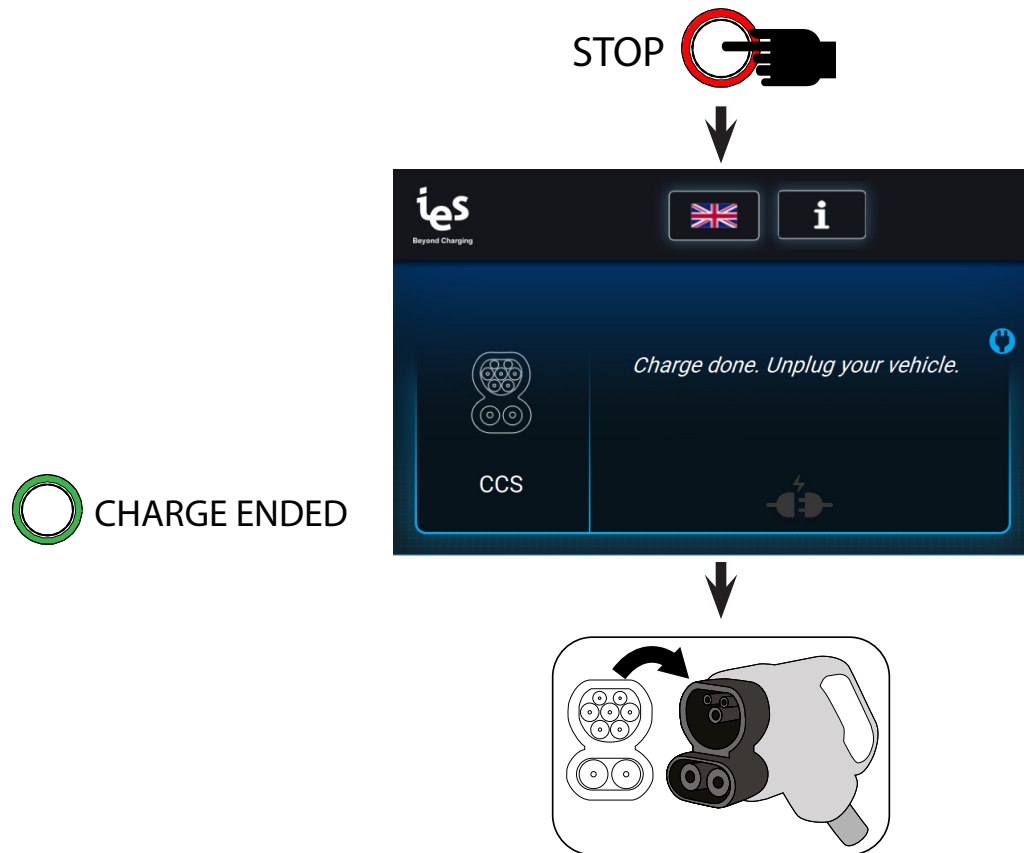 STOP
ies
Beyond Charging
i
Charge done. Unplug your vehicle.
CCS
CHARGE ENDED